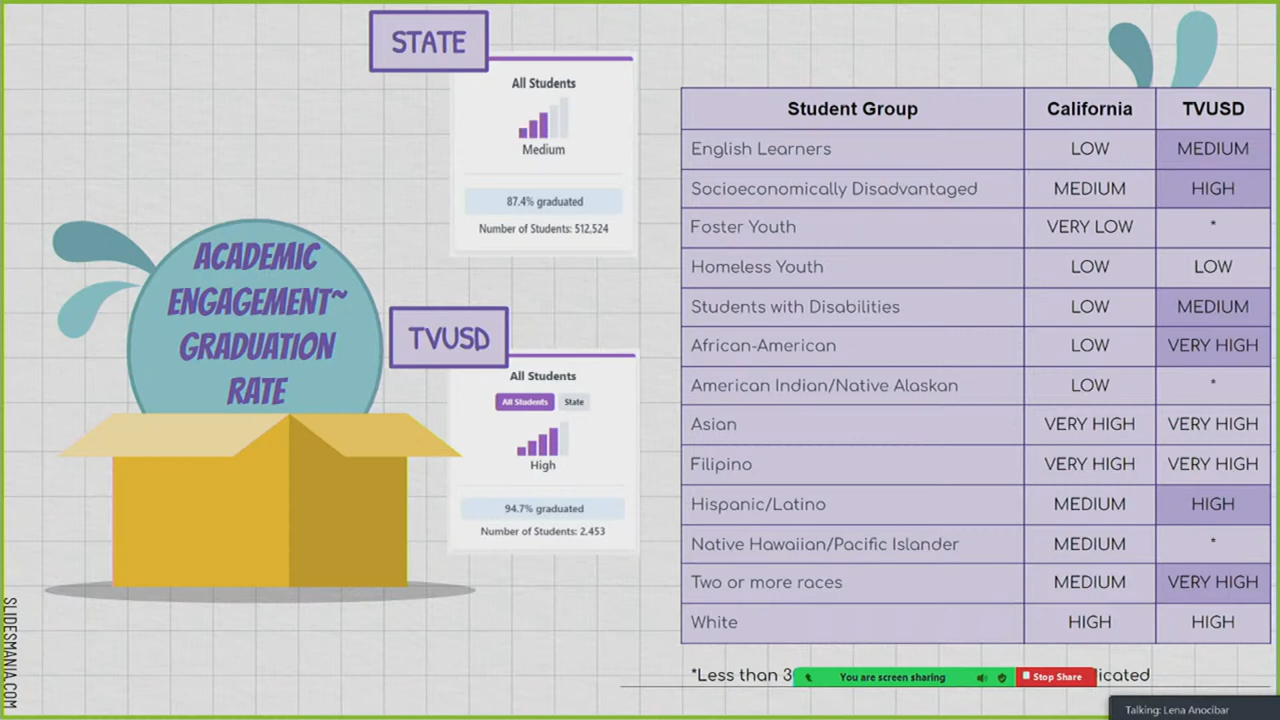 STATE
All Students
Medium
87.4% graduated
Number of Students: 512,524
ACADEMIC
ENGAGEMENT~
GRADUATION
RATE
TVUSD
All Students
All Students State
High
94.7% graduated
Number of Students: 2,453
Student Group California TVUSD
English Learners LOW MEDIUM
Socioeconomically Disadvantaged MEDIUM HIGH
Foster Youth VERY LOW *
Homeless Youth LOW LOW
Students with Disabilities LOW MEDIUM
African-American LOW VERY HIGH
American Indian/Native Alaskan LOW *
Asian VERY HIGH VERY HIGH
Filipino VERY HIGH VERY HIGH
Hispanic/Latino MEDIUM HIGH
Native Hawaiian/Pacific Islander MEDIUM *
Two or more races MEDIUM VERY HIGH
White HIGH HIGH
*Less than 3
You are screen sharing Stop Share
SLIDESMANIA.COM
Talking: Lena Anocibar